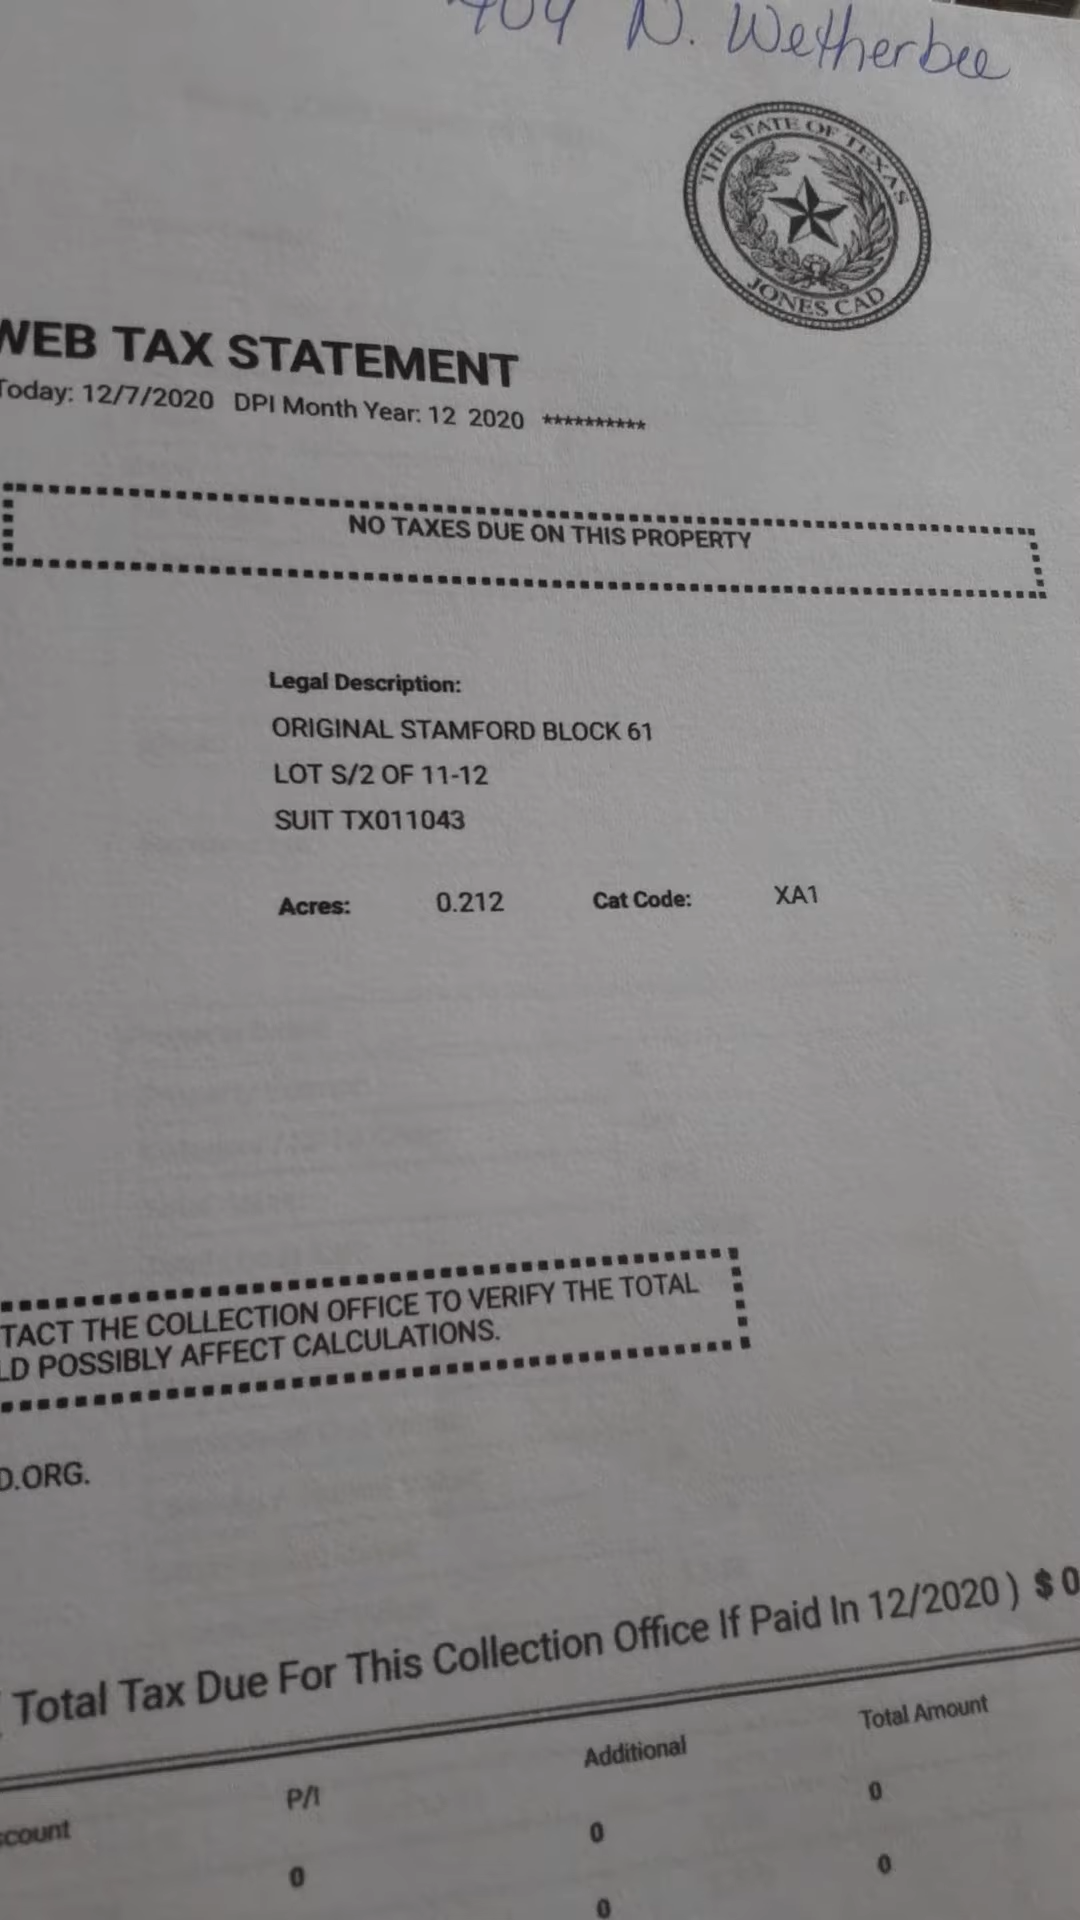 409 N. Wetherbee
THE STATE OF TEXAS
JONES CAD
WEB TAX STATEMENT
Today: 12/7/2020 DPI Month Year: 12 2020 **********
NO TAXES DUE ON THIS PROPERTY
Legal Description:
ORIGINAL STAMFORD BLOCK 61
LOT S/2 OF 11-12
SUIT TX011043
Acres: 0.212 Cat Code: XA1
TACT THE COLLECTION OFFICE TO VERIFY THE TOTAL
LD POSSIBLY AFFECT CALCULATIONS.
D.ORG.
( Total Tax Due For This Collection Office If Paid In 12/2020 ) $ 0
scount P/I Additional Total Amount
0 0 0
0 0